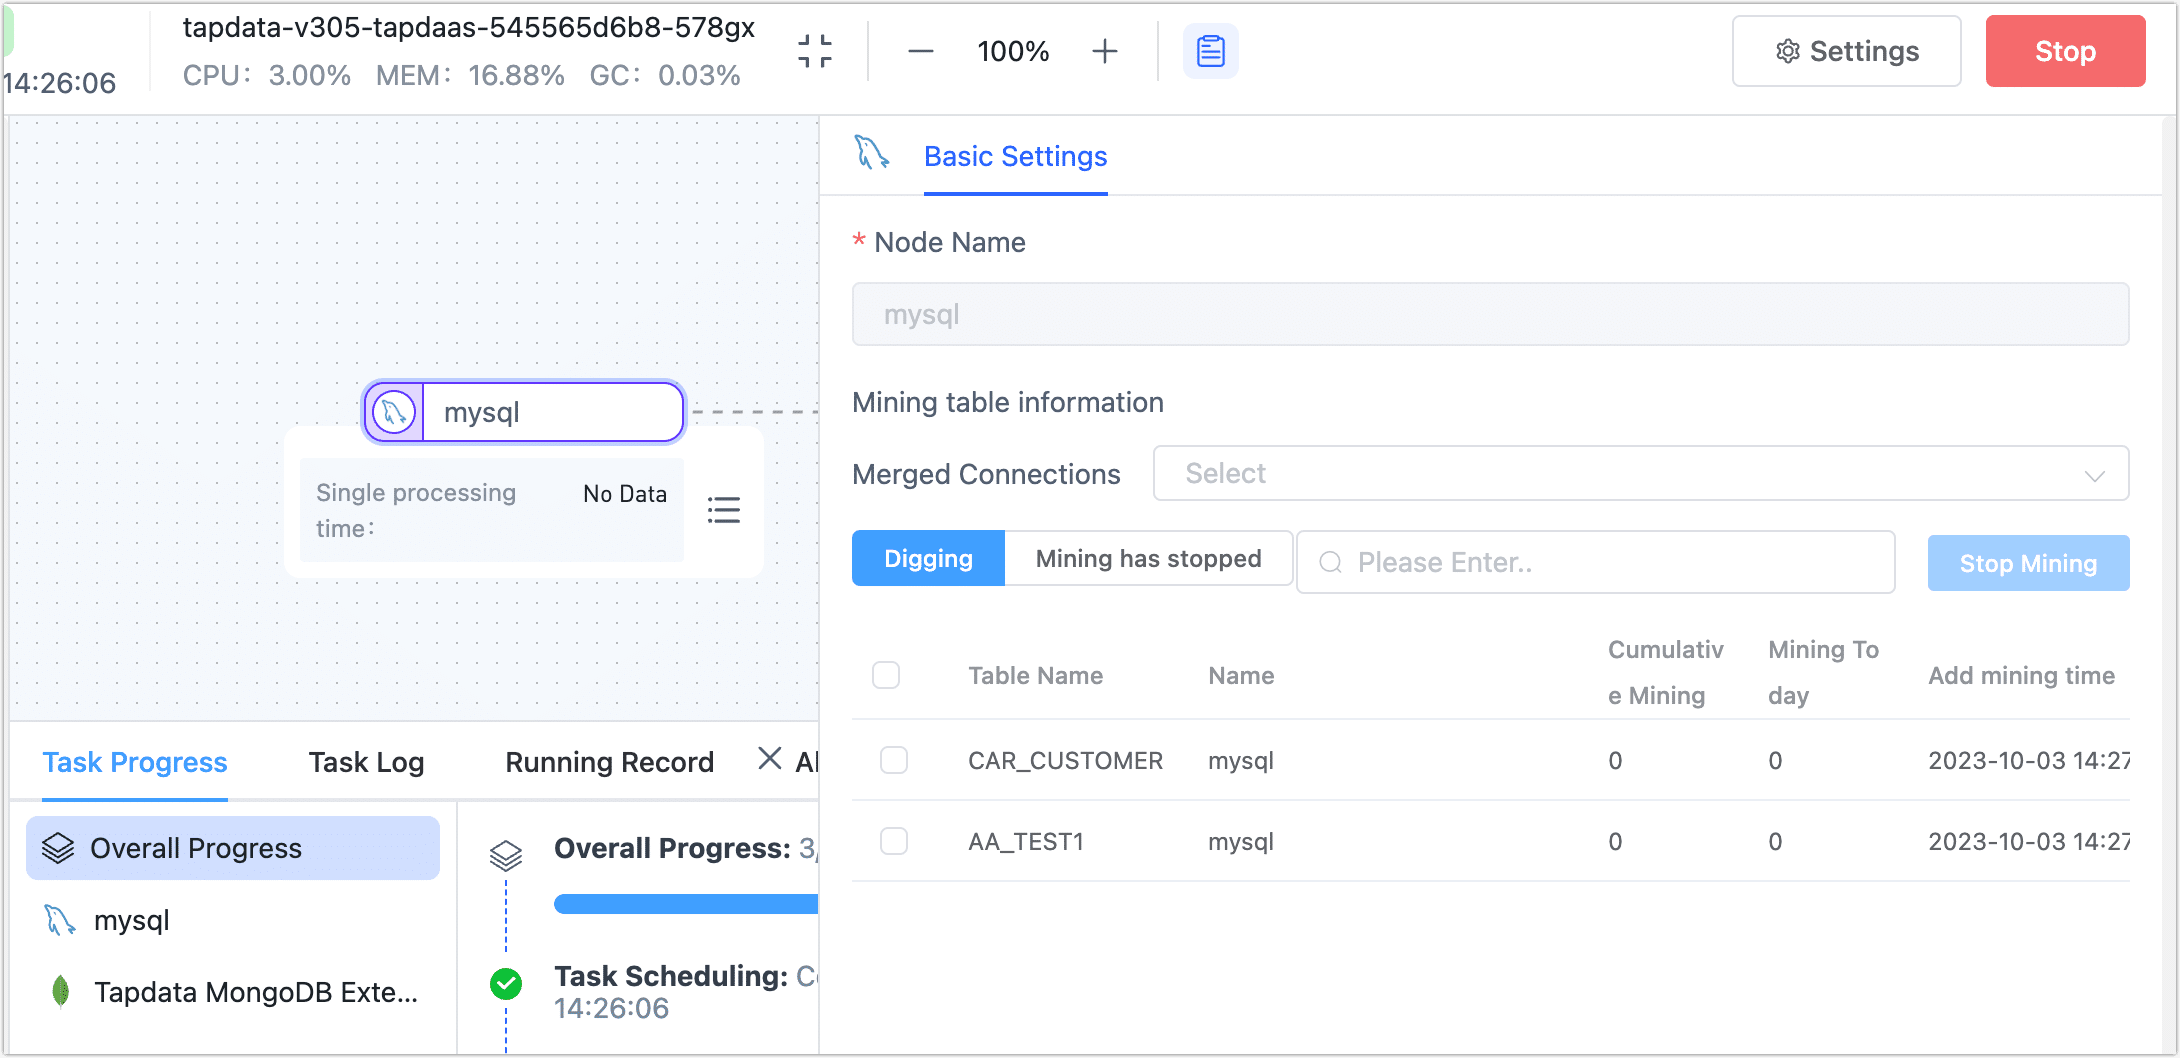 tapdata-v305-tapdaas-545565d6b8-578gx
14:26:06
CPU: 3.00% MEM: 16.88% GC: 0.03%
100%
Settings
Stop
Basic Settings
* Node Name
mysql
Mining table information
Merged Connections
Select
Digging
Mining has stopped
Please Enter..
Stop Mining
Table Name
Name
Cumulativ
e Mining
Mining To
day
Add mining time
CAR_CUSTOMER
mysql
0
0
2023-10-03 14:27
AA_TEST1
mysql
0
0
2023-10-03 14:27
mysql
Single processing
time:
No Data
Task Progress
Task Log
Running Record
Overall Progress
mysql
Tapdata MongoDB Exte...
Overall Progress: 3/
Task Scheduling:
14:26:06